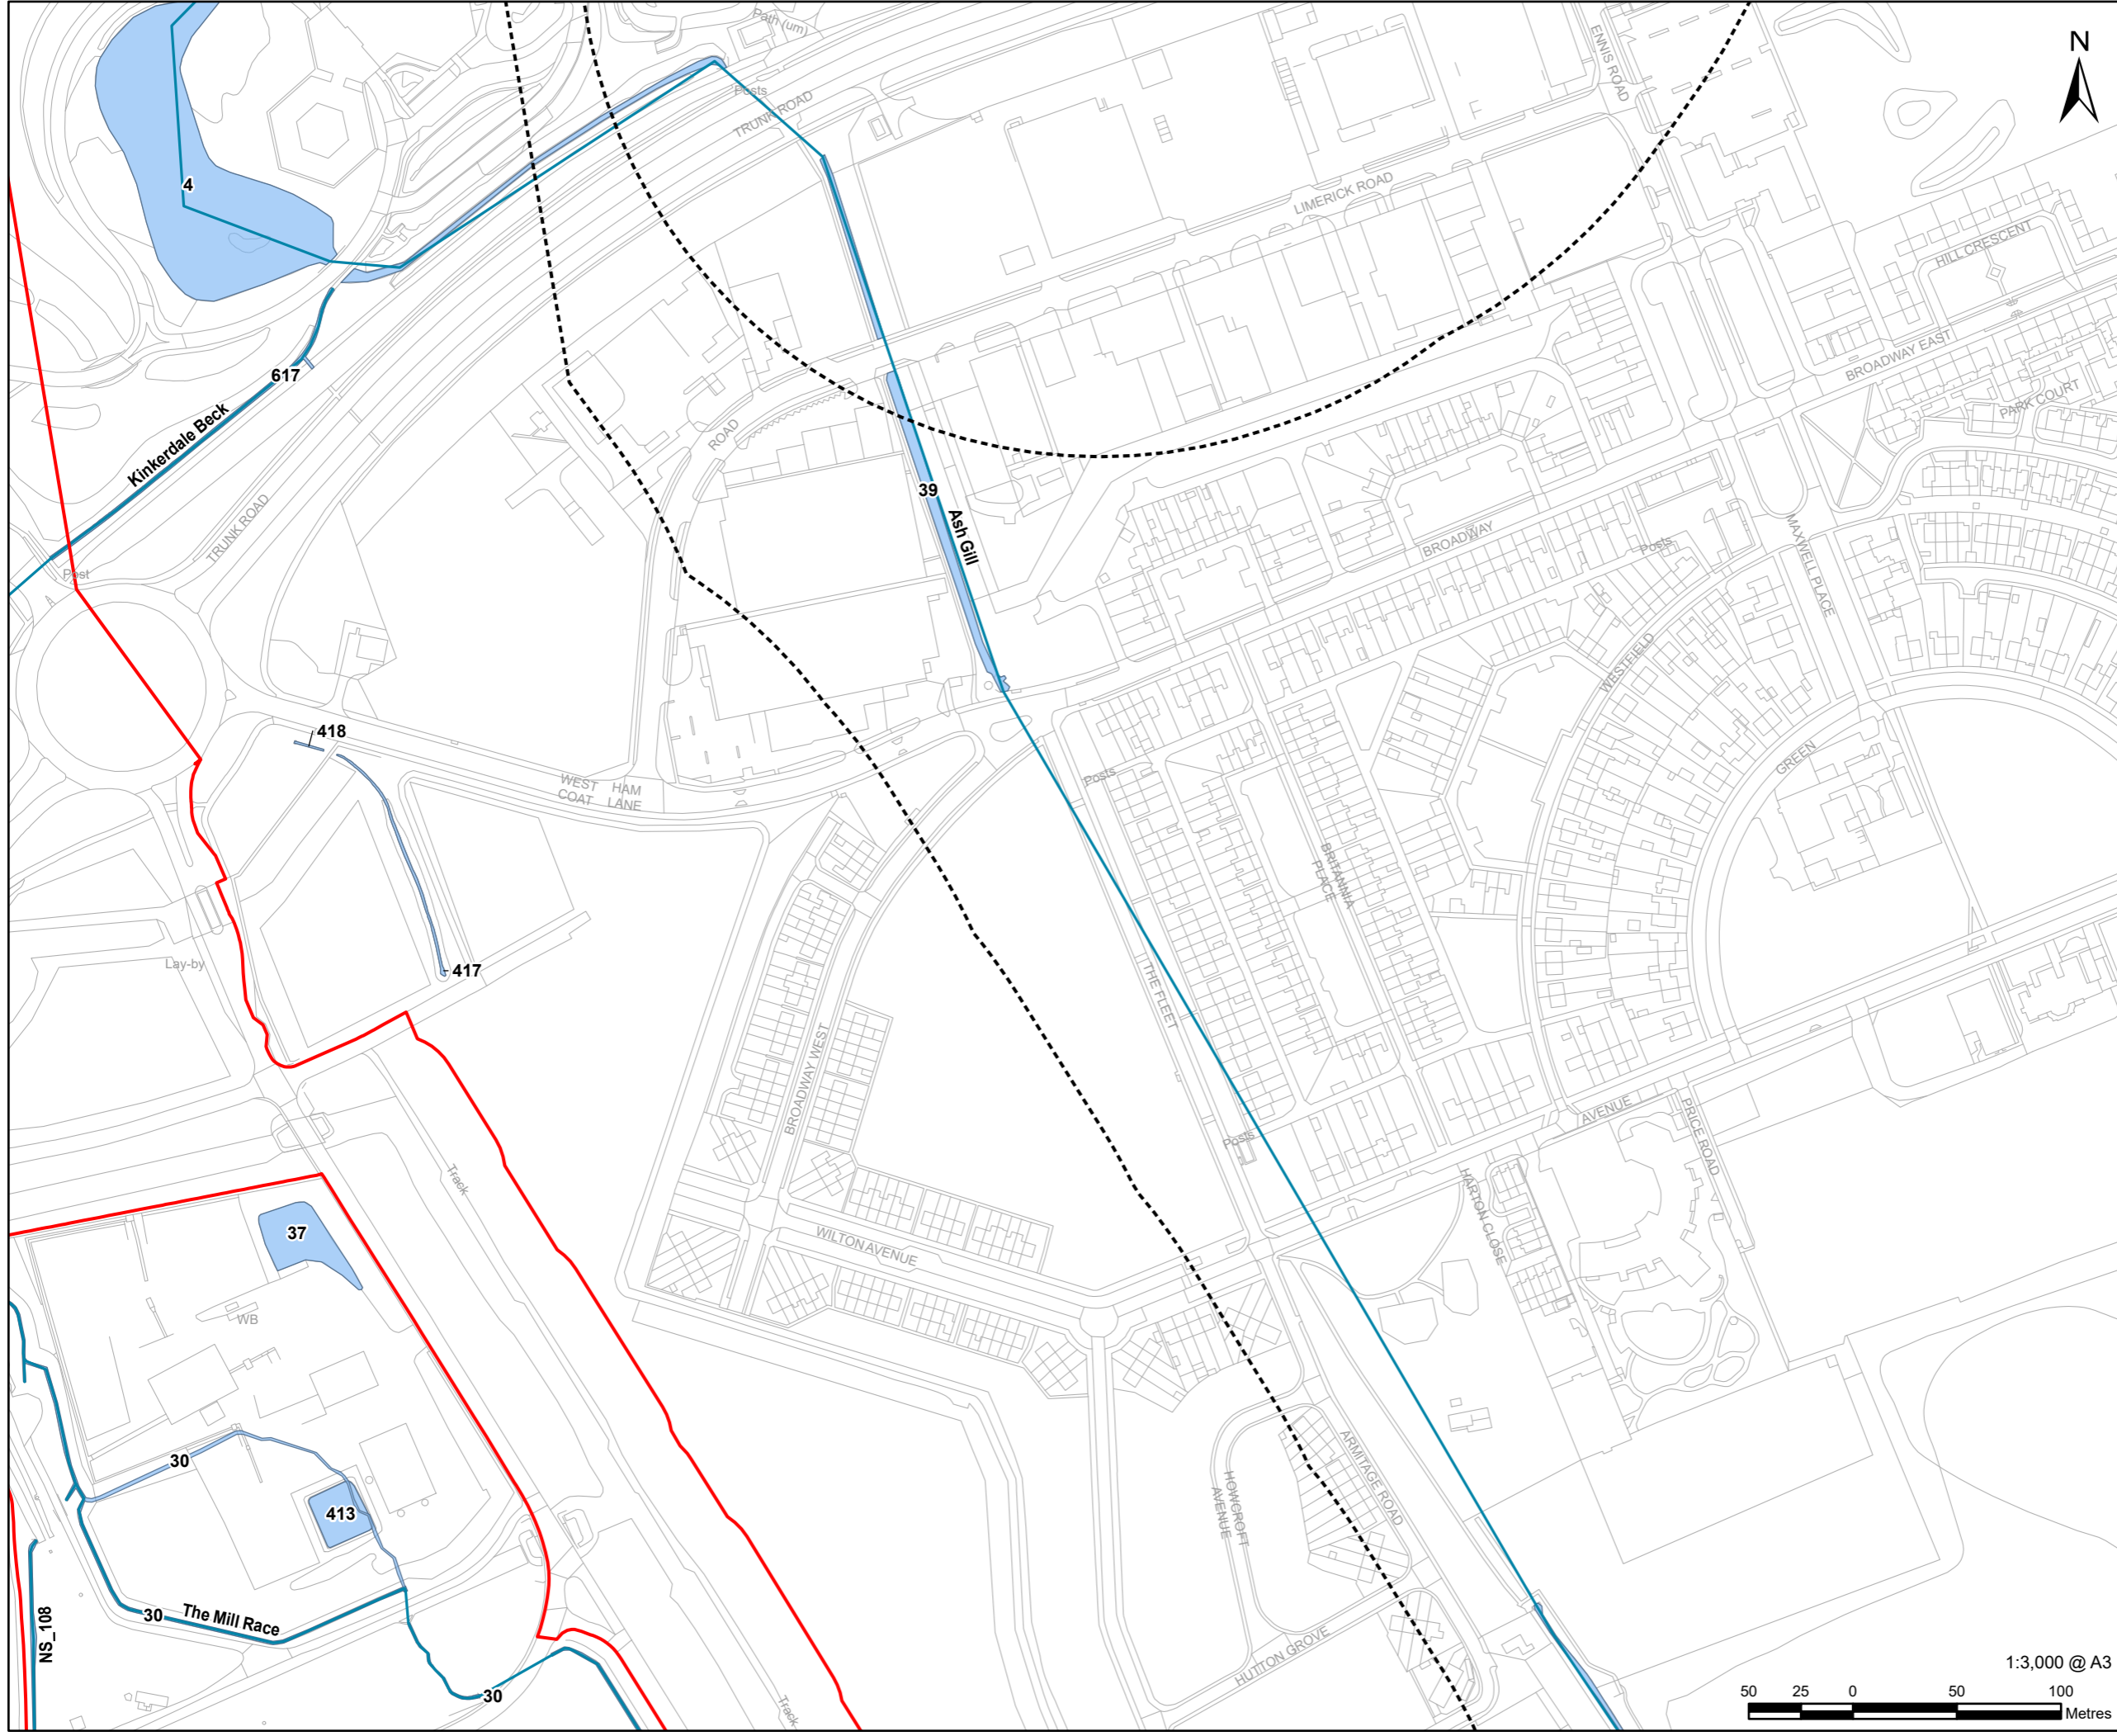 Path (um)
N
ENNIS ROAD
Posts
TRUNK ROAD
4
LIMERICK ROAD
HILL CRESCENT
BROADWAY EAST
617
PARK COURT
Kinkerdale Beck
ROAD
39
Ash Gill
TRUNK ROAD
BROADWAY
Posts
MAXWELL PLACE
Post
WESTFIELD
418
GREEN
WEST HAM
COAT LANE
Posts
BRITANNIA
PLACE
Lay-by
417
THE FLEET
BROADWAY WEST
AVENUE
PRICE ROAD
Posts
Track
HARTON CLOSE
37
WILTON AVENUE
WB
30
ARMITAGE ROAD
HOWCROFT
AVENUE
413
30
The Mill Race
NS_108
HUTTON GROVE
30
Track
1:3,000 @ A3
50 25 0 50 100
Metres